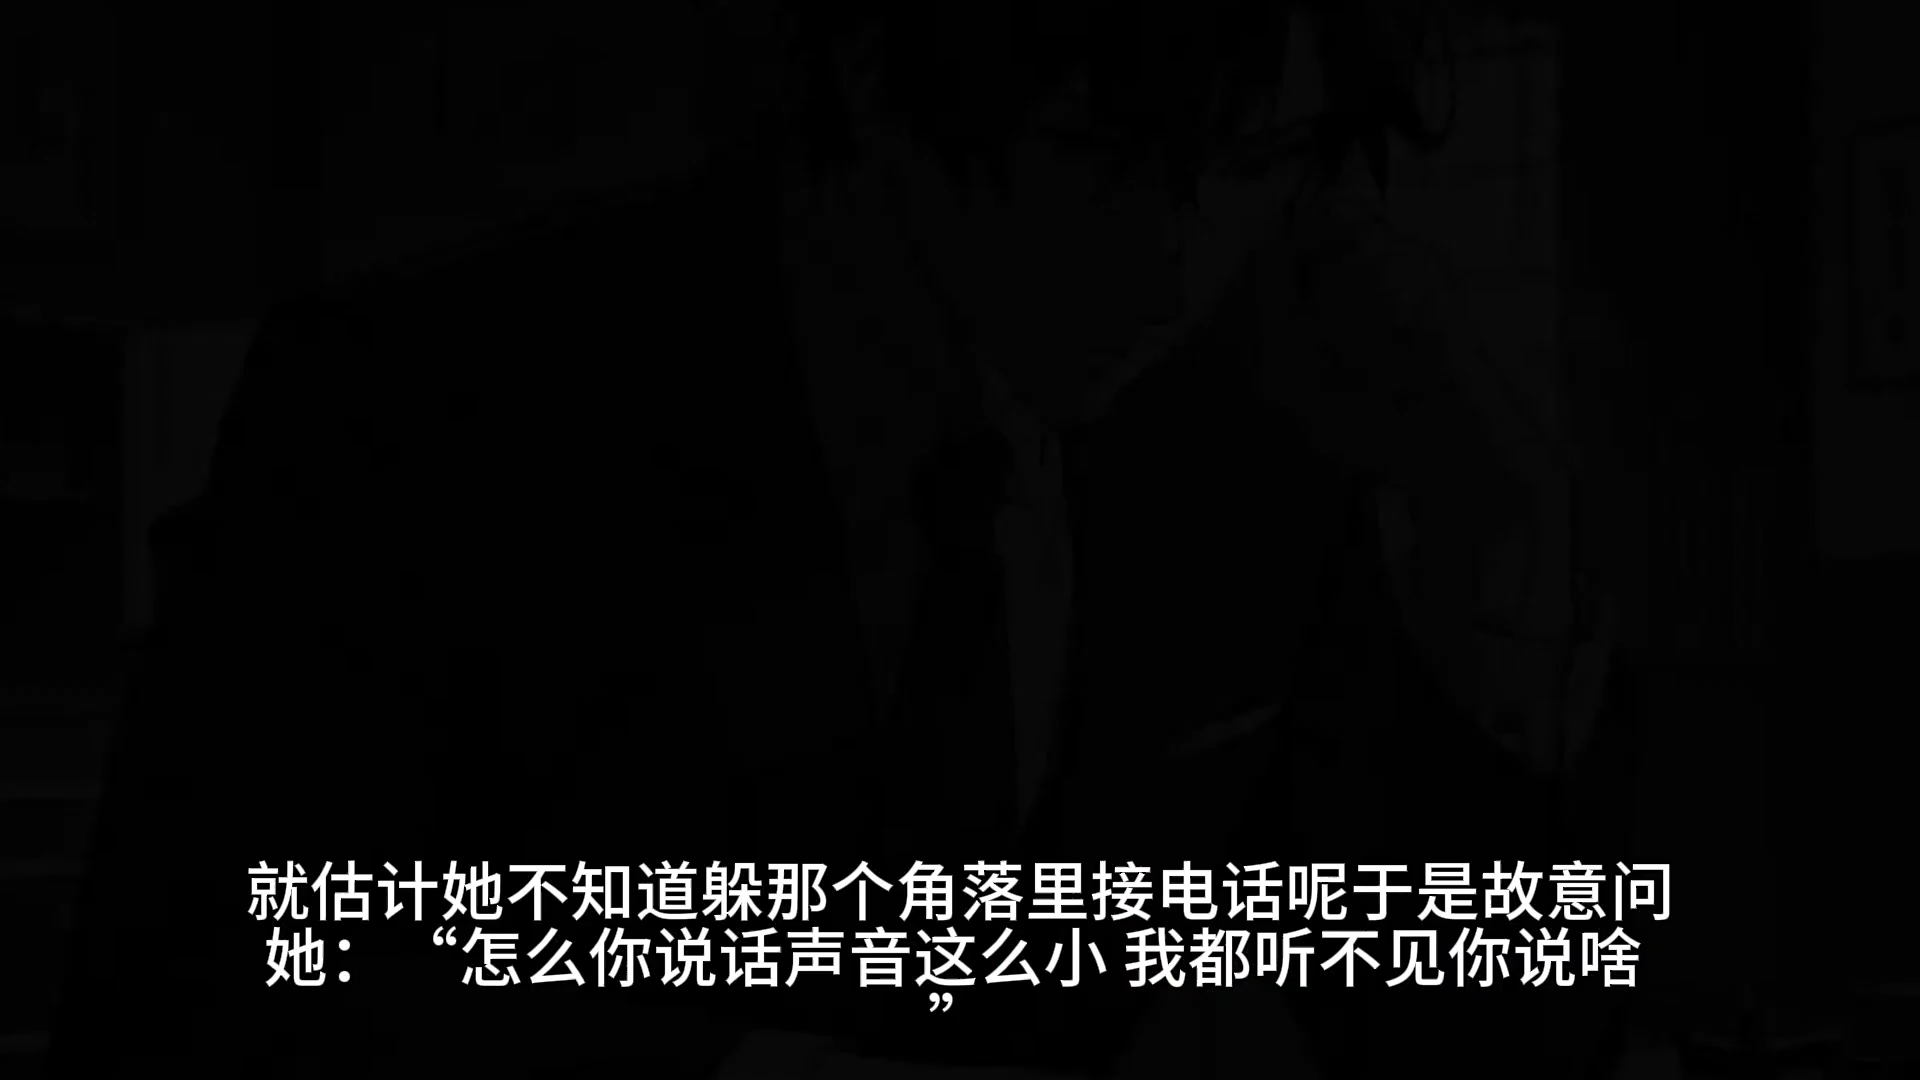 就估计她不知道躲那个角落里接电话呢于是故意问
她：“怎么你说话声音这么小 我都听不见你说啥
”